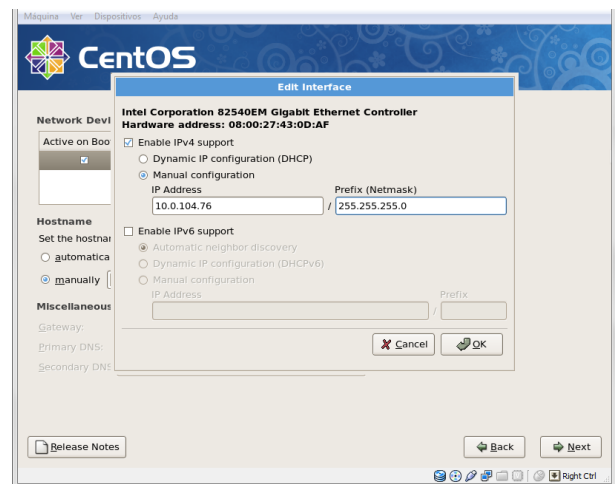 Máquina Ver Dispositivos Ayuda
CentOS
Edit Interface
Intel Corporation 82540EM Gigabit Ethernet Controller
Hardware address: 08:00:27:43:0D:AF
Enable IPv4 support
Dynamic IP configuration (DHCP)
Manual configuration
IP Address Prefix (Netmask)
10.0.104.76 / 255.255.255.0
Enable IPv6 support
Automatic neighbor discovery
Dynamic IP configuration (DHCPv6)
Manual configuration
IP Address Prefix
/
Cancel OK
Network Devi
Active on Boo
Hostname
Set the hostnar
automatica
manually
Miscellaneous
Gateway:
Primary DNS:
Secondary DNS
Release Notes Back Next
Right Ctrl